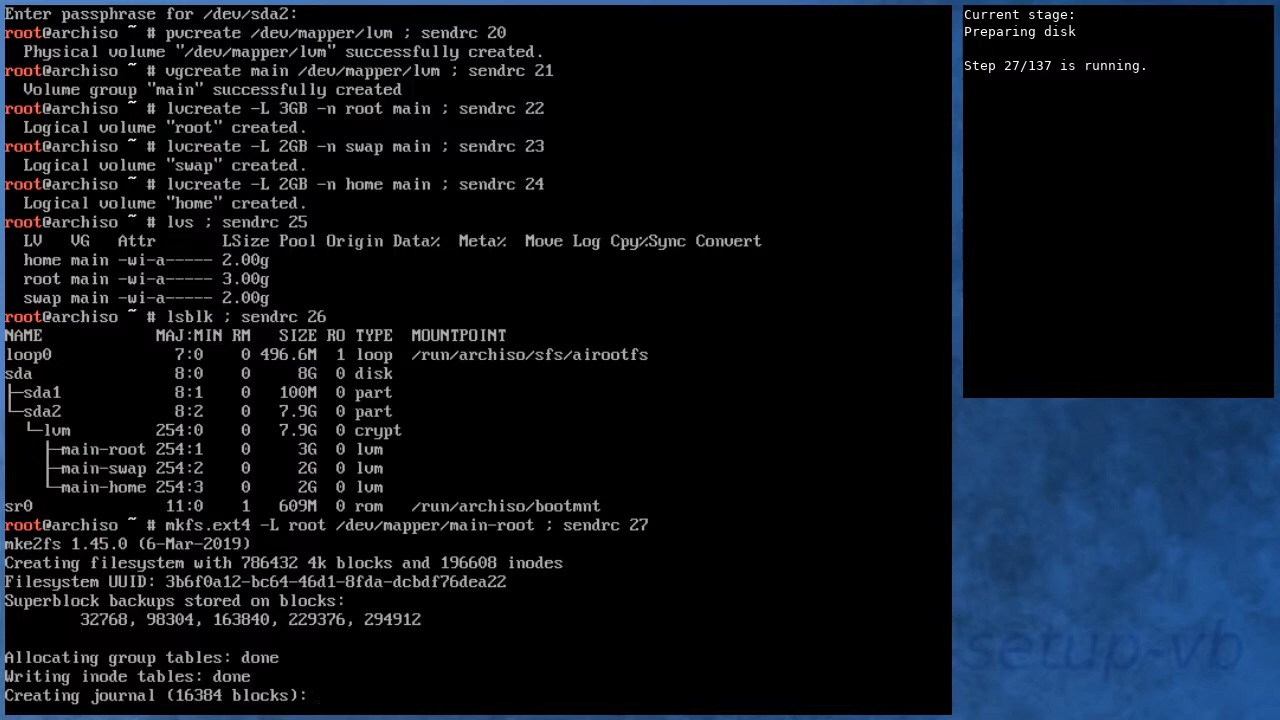 Enter passphrase for /dev/sda2:
root@archiso ~ # pvcreate /dev/mapper/lvm ; sendrc 20
  Physical volume "/dev/mapper/lvm" successfully created.
root@archiso ~ # vgcreate main /dev/mapper/lvm ; sendrc 21
  Volume group "main" successfully created
root@archiso ~ # lvcreate -L 3GB -n root main ; sendrc 22
  Logical volume "root" created.
root@archiso ~ # lvcreate -L 2GB -n swap main ; sendrc 23
  Logical volume "swap" created.
root@archiso ~ # lvcreate -L 2GB -n home main ; sendrc 24
  Logical volume "home" created.
root@archiso ~ # lvs ; sendrc 25
  LV   VG   Attr       LSize Pool Origin Data%  Meta%  Move Log Cpy%Sync Convert
  home main -wi-a----- 2.00g
  root main -wi-a----- 3.00g
  swap main -wi-a----- 2.00g
root@archiso ~ # lsblk ; sendrc 26
NAME            MAJ:MIN RM   SIZE RO TYPE  MOUNTPOINT
loop0             7:0    0 496.6M  1 loop  /run/archiso/sfs/airootfs
sda               8:0    0     8G  0 disk
├─sda1            8:1    0   100M  0 part
└─sda2            8:2    0   7.9G  0 part
  └─lvm         254:0    0   7.9G  0 crypt
    ├─main-root 254:1    0     3G  0 lvm
    ├─main-swap 254:2    0     2G  0 lvm
    └─main-home 254:3    0     2G  0 lvm
sr0              11:0    1   609M  0 rom   /run/archiso/bootmnt
root@archiso ~ # mkfs.ext4 -L root /dev/mapper/main-root ; sendrc 27
mke2fs 1.45.0 (6-Mar-2019)
Creating filesystem with 786432 4k blocks and 196608 inodes
Filesystem UUID: 3b6f0a12-bc64-46d1-8fda-dcbdf76dea22
Superblock backups stored on blocks:
        32768, 98304, 163840, 229376, 294912
Allocating group tables: done
Writing inode tables: done
Creating journal (16384 blocks):
Current stage:
Preparing disk
Step 27/137 is running.
setup-vb